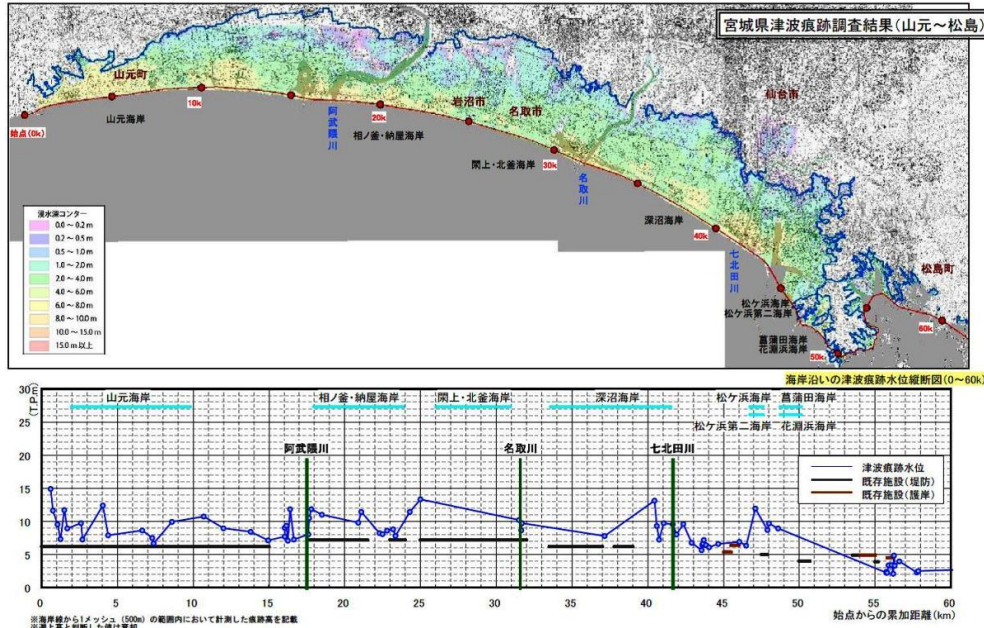 宮城県津波痕跡調査結果(山元～松島)
山元町
仙台市
岩沼市
名取市
松島町
始点(0k)
10k
20k
30k
40k
50k
60k
山元海岸
阿武隈川
相ノ釜・納屋海岸
閖上・北釜海岸
名取川
深沼海岸
七北田川
松ケ浜海岸
松ケ浜第二海岸
菖蒲田海岸
花淵浜海岸
浸水深コンター
0.0 ～ 0.2 m
0.2 ～ 0.5 m
0.5 ～ 1.0 m
1.0 ～ 2.0 m
2.0 ～ 4.0 m
4.0 ～ 6.0 m
6.0 ～ 8.0 m
8.0 ～ 10.0 m
10.0 ～ 15.0 m
15.0 m 以上
海岸沿いの津波痕跡水位縦断図(0～60k)
(T.P.m)
30
25
20
15
10
5
0
山元海岸
相ノ釜・納屋海岸
閖上・北釜海岸
深沼海岸
松ケ浜海岸
菖蒲田海岸
松ケ浜第二海岸
花淵浜海岸
阿武隈川
名取川
七北田川
津波痕跡水位
既存施設(堤防)
既存施設(護岸)
0 5 10 15 20 25 30 35 40 45 50 55 60
始点からの累加距離(km)
※海岸線から1メッシュ(500m)の範囲内において計測した痕跡高を記載